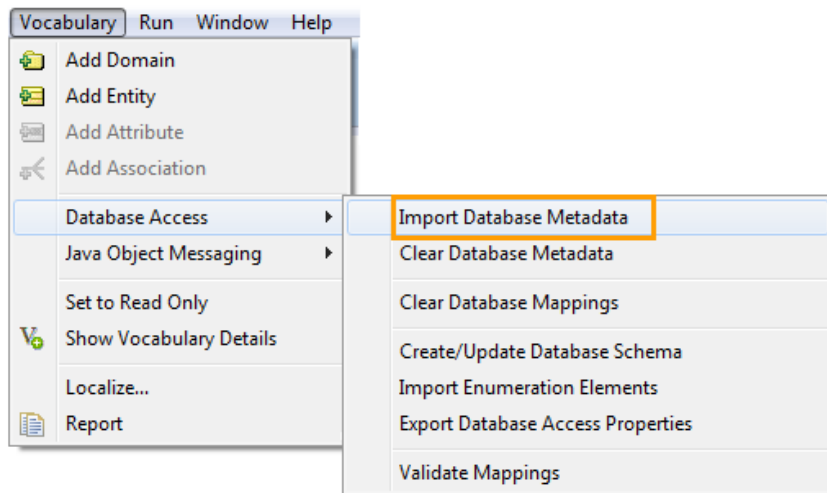 Vocabulary Run Window Help
Add Domain
Add Entity
Add Attribute
Add Association
Database Access
Java Object Messaging
Set to Read Only
Show Vocabulary Details
Localize...
Report
Import Database Metadata
Clear Database Metadata
Clear Database Mappings
Create/Update Database Schema
Import Enumeration Elements
Export Database Access Properties
Validate Mappings